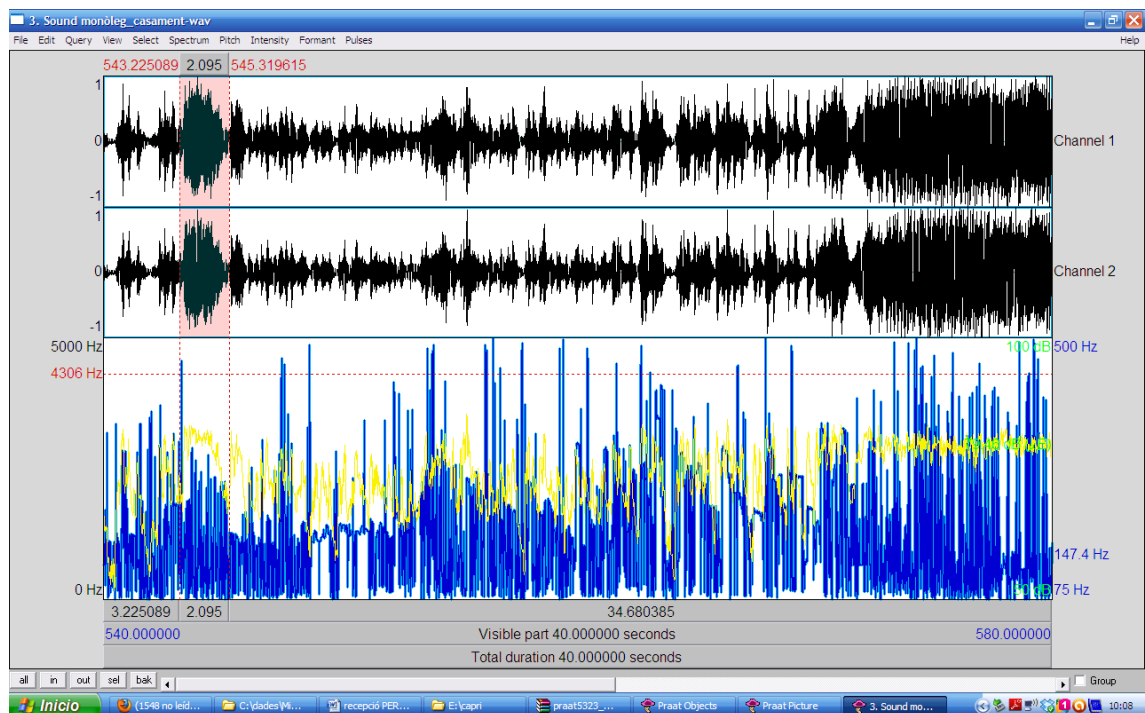 3. Sound monòleg_casament-wav
File Edit Query View Select Spectrum Pitch Intensity Formant Pulses Help
543.225089 2.095 545.319615
1
0
-1
Channel 1
1
0
-1
Channel 2
5000 Hz 100 dB 500 Hz
4306 Hz
147.4 Hz
0 Hz 75 Hz
3.225089 2.095 34.680385
540.000000 Visible part 40.000000 seconds 580.000000
Total duration 40.000000 seconds
all in out sel bak Group
Inicio (1548 no leíd... C:\dades\Mi... recepció PER... E:\capri praat5323_... Praat Objects Praat Picture 3. Sound mo... 10:08